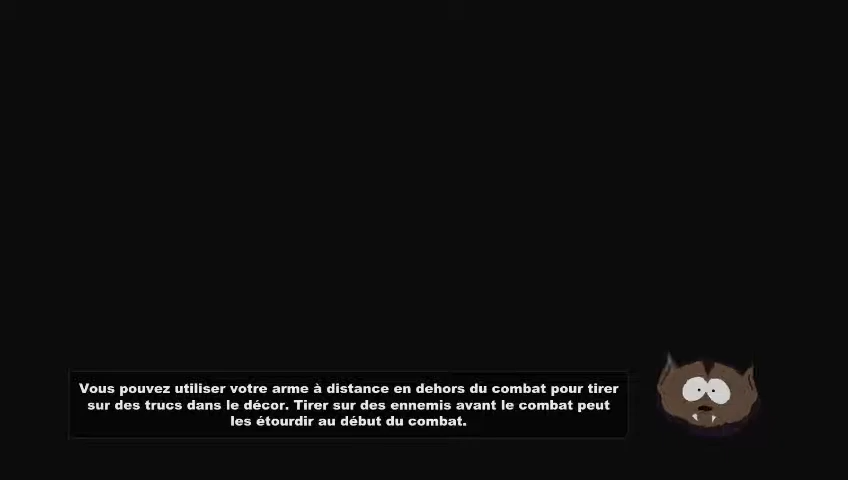 Vous pouvez utiliser votre arme à distance en dehors du combat pour tirer
sur des trucs dans le décor. Tirer sur des ennemis avant le combat peut
les étourdir au début du combat.